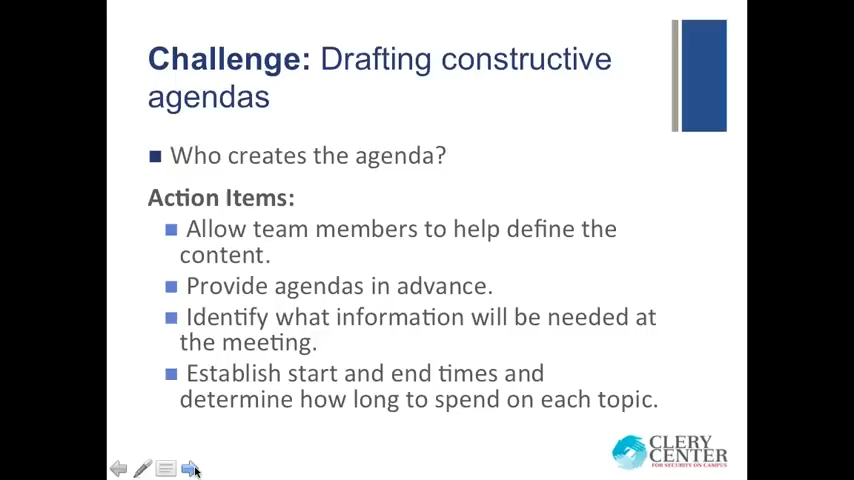 Challenge: Drafting constructive
agendas
Who creates the agenda?
Action Items:
Allow team members to help define the
content.
Provide agendas in advance.
Identify what information will be needed at
the meeting.
Establish start and end times and
determine how long to spend on each topic.
CLERY
CENTER
FOR SECURITY ON CAMPUS